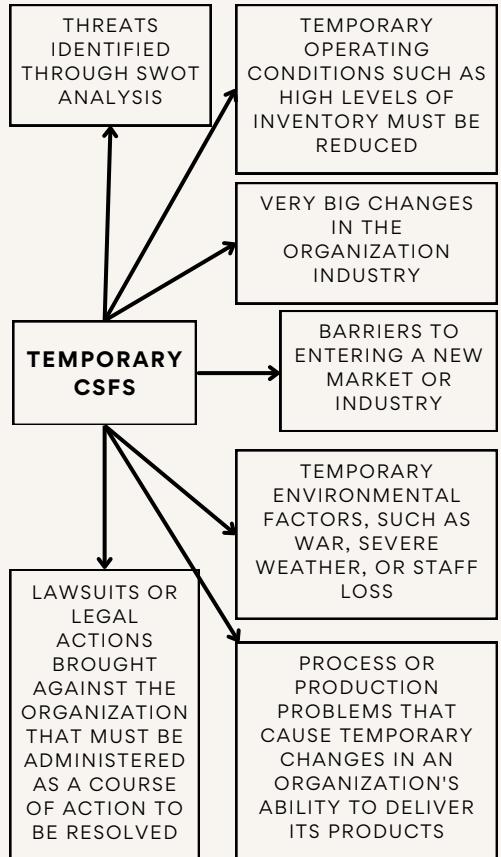 THREATS
IDENTIFIED
THROUGH SWOT
ANALYSIS
TEMPORARY
OPERATING
CONDITIONS SUCH AS
HIGH LEVELS OF
INVENTORY MUST BE
REDUCED
VERY BIG CHANGES
IN THE
ORGANIZATION
INDUSTRY
TEMPORARY
CSFS
BARRIERS TO
ENTERING A NEW
MARKET OR
INDUSTRY
TEMPORARY
ENVIRONMENTAL
FACTORS, SUCH AS
WAR, SEVERE
WEATHER, OR STAFF
LOSS
LAWSUITS OR
LEGAL
ACTIONS
BROUGHT
AGAINST THE
ORGANIZATION
THAT MUST BE
ADMINISTERED
AS A COURSE
OF ACTION TO
BE RESOLVED
PROCESS OR
PRODUCTION
PROBLEMS THAT
CAUSE TEMPORARY
CHANGES IN AN
ORGANIZATION'S
ABILITY TO DELIVER
ITS PRODUCTS